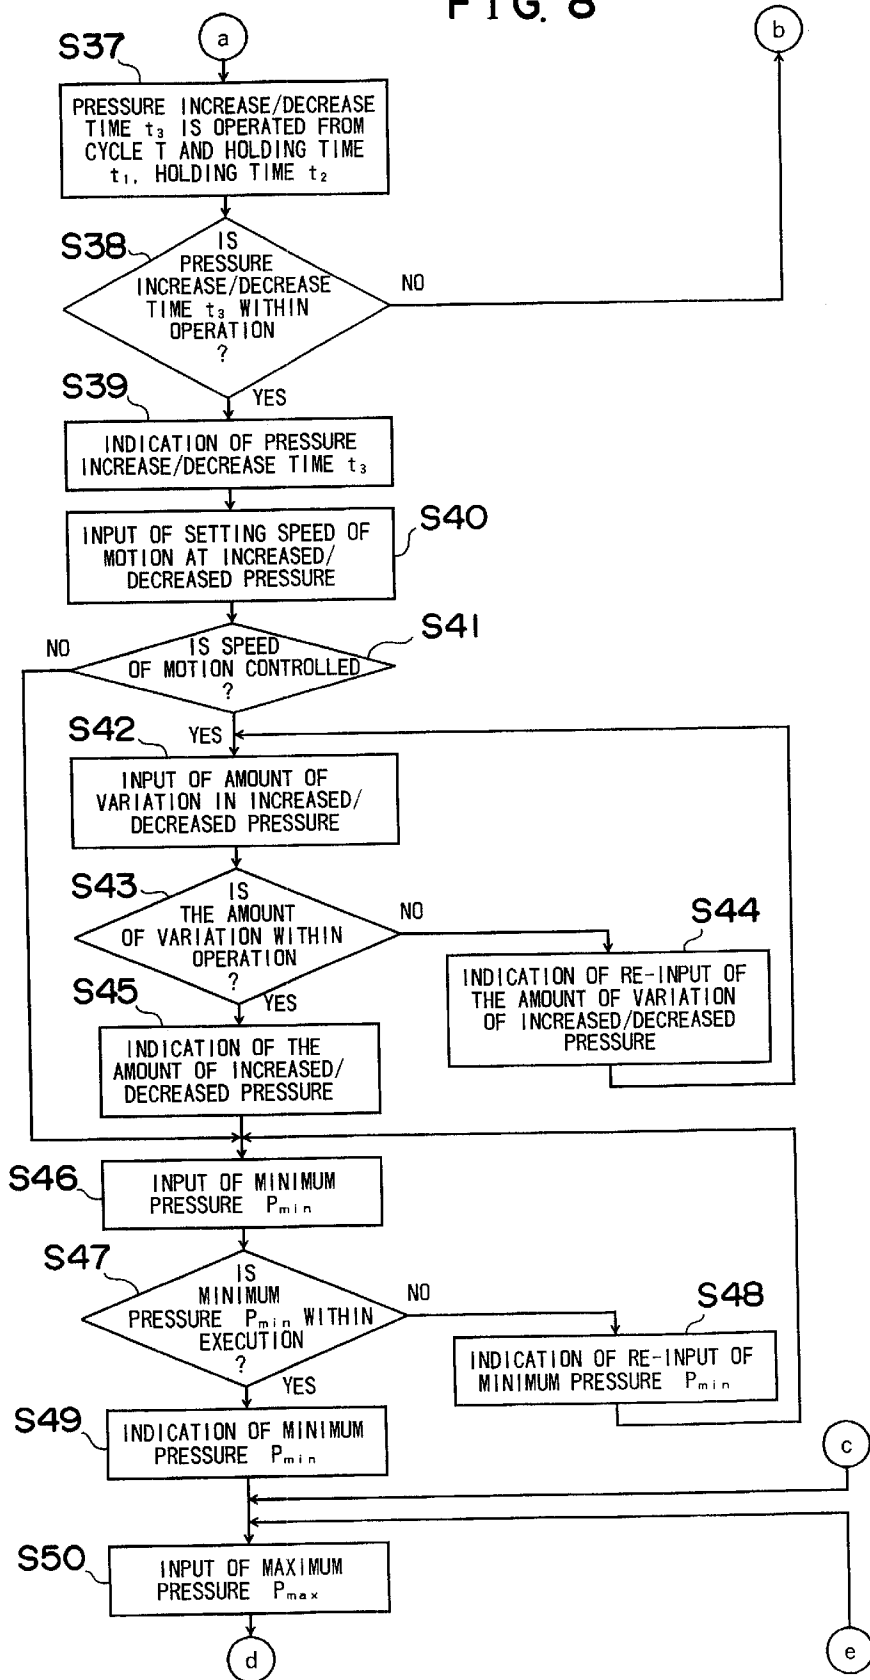 FIG. 8
a
b
S37
PRESSURE INCREASE/DECREASE
TIME t₃ IS OPERATED FROM
CYCLE T AND HOLDING TIME
t₁, HOLDING TIME t₂
S38
IS
PRESSURE
INCREASE/DECREASE
TIME t₃ WITHIN
OPERATION
?
NO
YES
S39
INDICATION OF PRESSURE
INCREASE/DECREASE TIME t₃
S40
INPUT OF SETTING SPEED OF
MOTION AT INCREASED/
DECREASED PRESSURE
S41
NO
IS SPEED
OF MOTION CONTROLLED
?
YES
S42
INPUT OF AMOUNT OF
VARIATION IN INCREASED/
DECREASED PRESSURE
S43
IS
THE AMOUNT
OF VARIATION WITHIN
OPERATION
?
NO
YES
S44
INDICATION OF RE-INPUT OF
THE AMOUNT OF VARIATION
OF INCREASED/DECREASED
PRESSURE
S45
INDICATION OF THE
AMOUNT OF INCREASED/
DECREASED PRESSURE
S46
INPUT OF MINIMUM
PRESSURE Pmin
S47
IS
MINIMUM
PRESSURE Pmin WITHIN
EXECUTION
?
NO
YES
S48
INDICATION OF RE-INPUT OF
MINIMUM PRESSURE Pmin
S49
INDICATION OF MINIMUM
PRESSURE Pmin
c
S50
INPUT OF MAXIMUM
PRESSURE Pmax
d
e